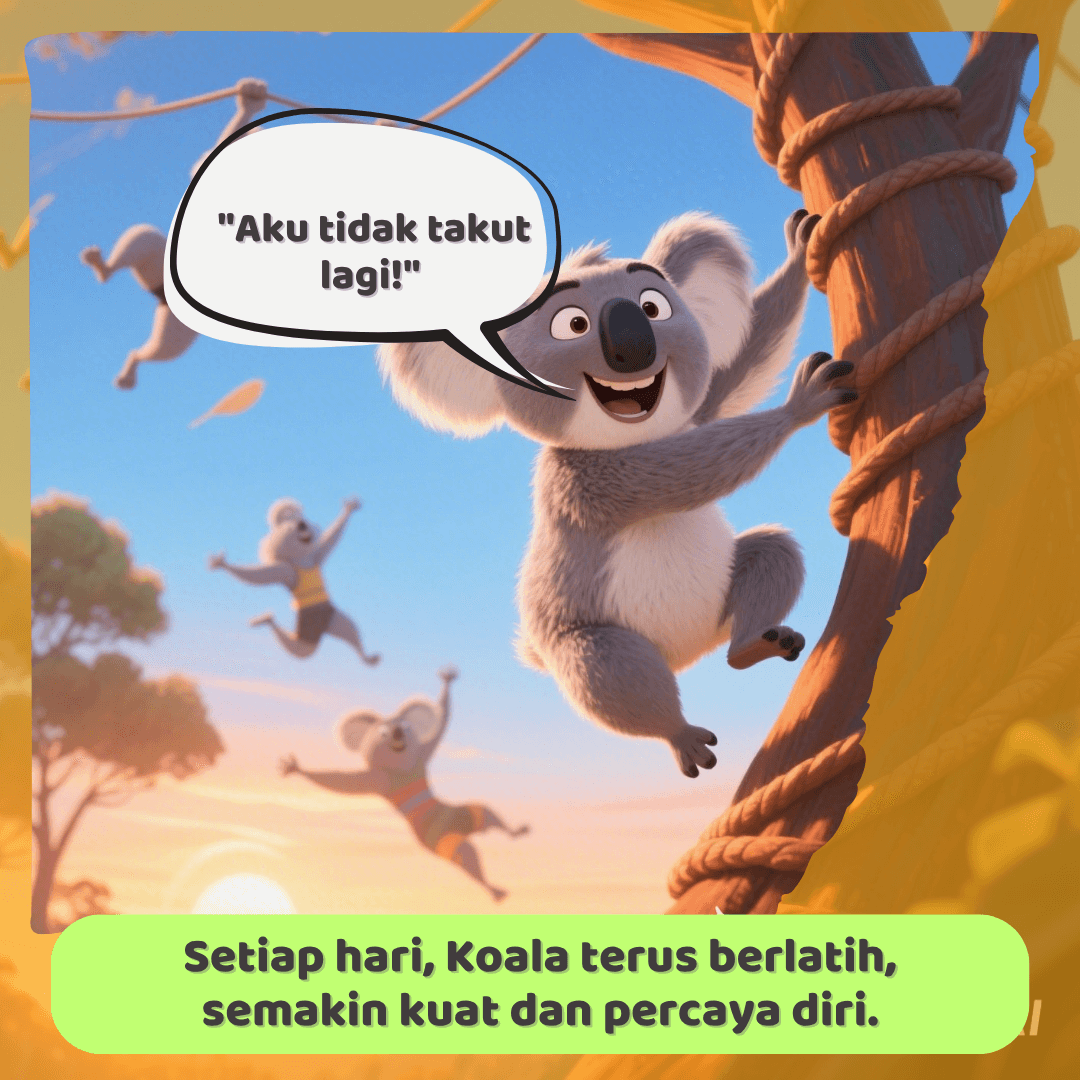 "Aku tidak takut
lagi!"
Setiap hari, Koala terus berlatih,
semakin kuat dan percaya diri.